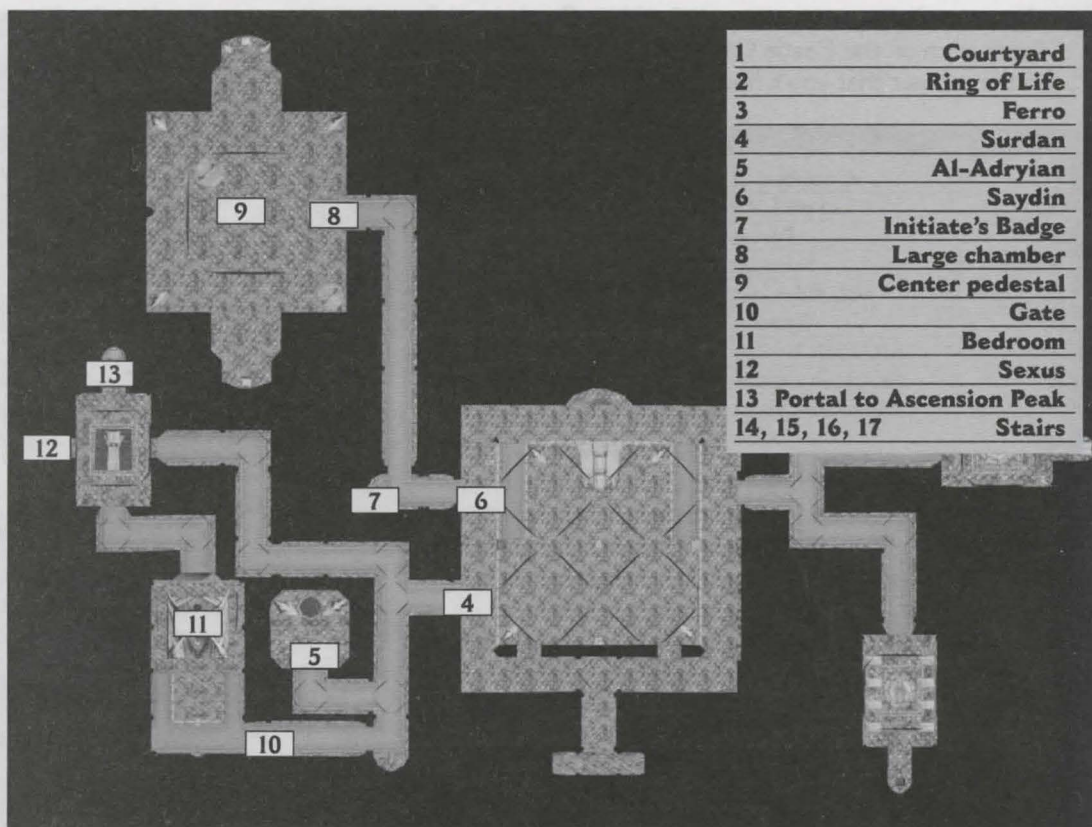 1 Courtyard
2 Ring of Life
3 Ferro
4 Surdan
5 Al-Adryian
6 Saydin
7 Initiate's Badge
8 Large chamber
9 Center pedestal
10 Gate
11 Bedroom
12 Sexus
13 Portal to Ascension Peak
14, 15, 16, 17 Stairs
9
8
13
12
7
6
11
4
5
10